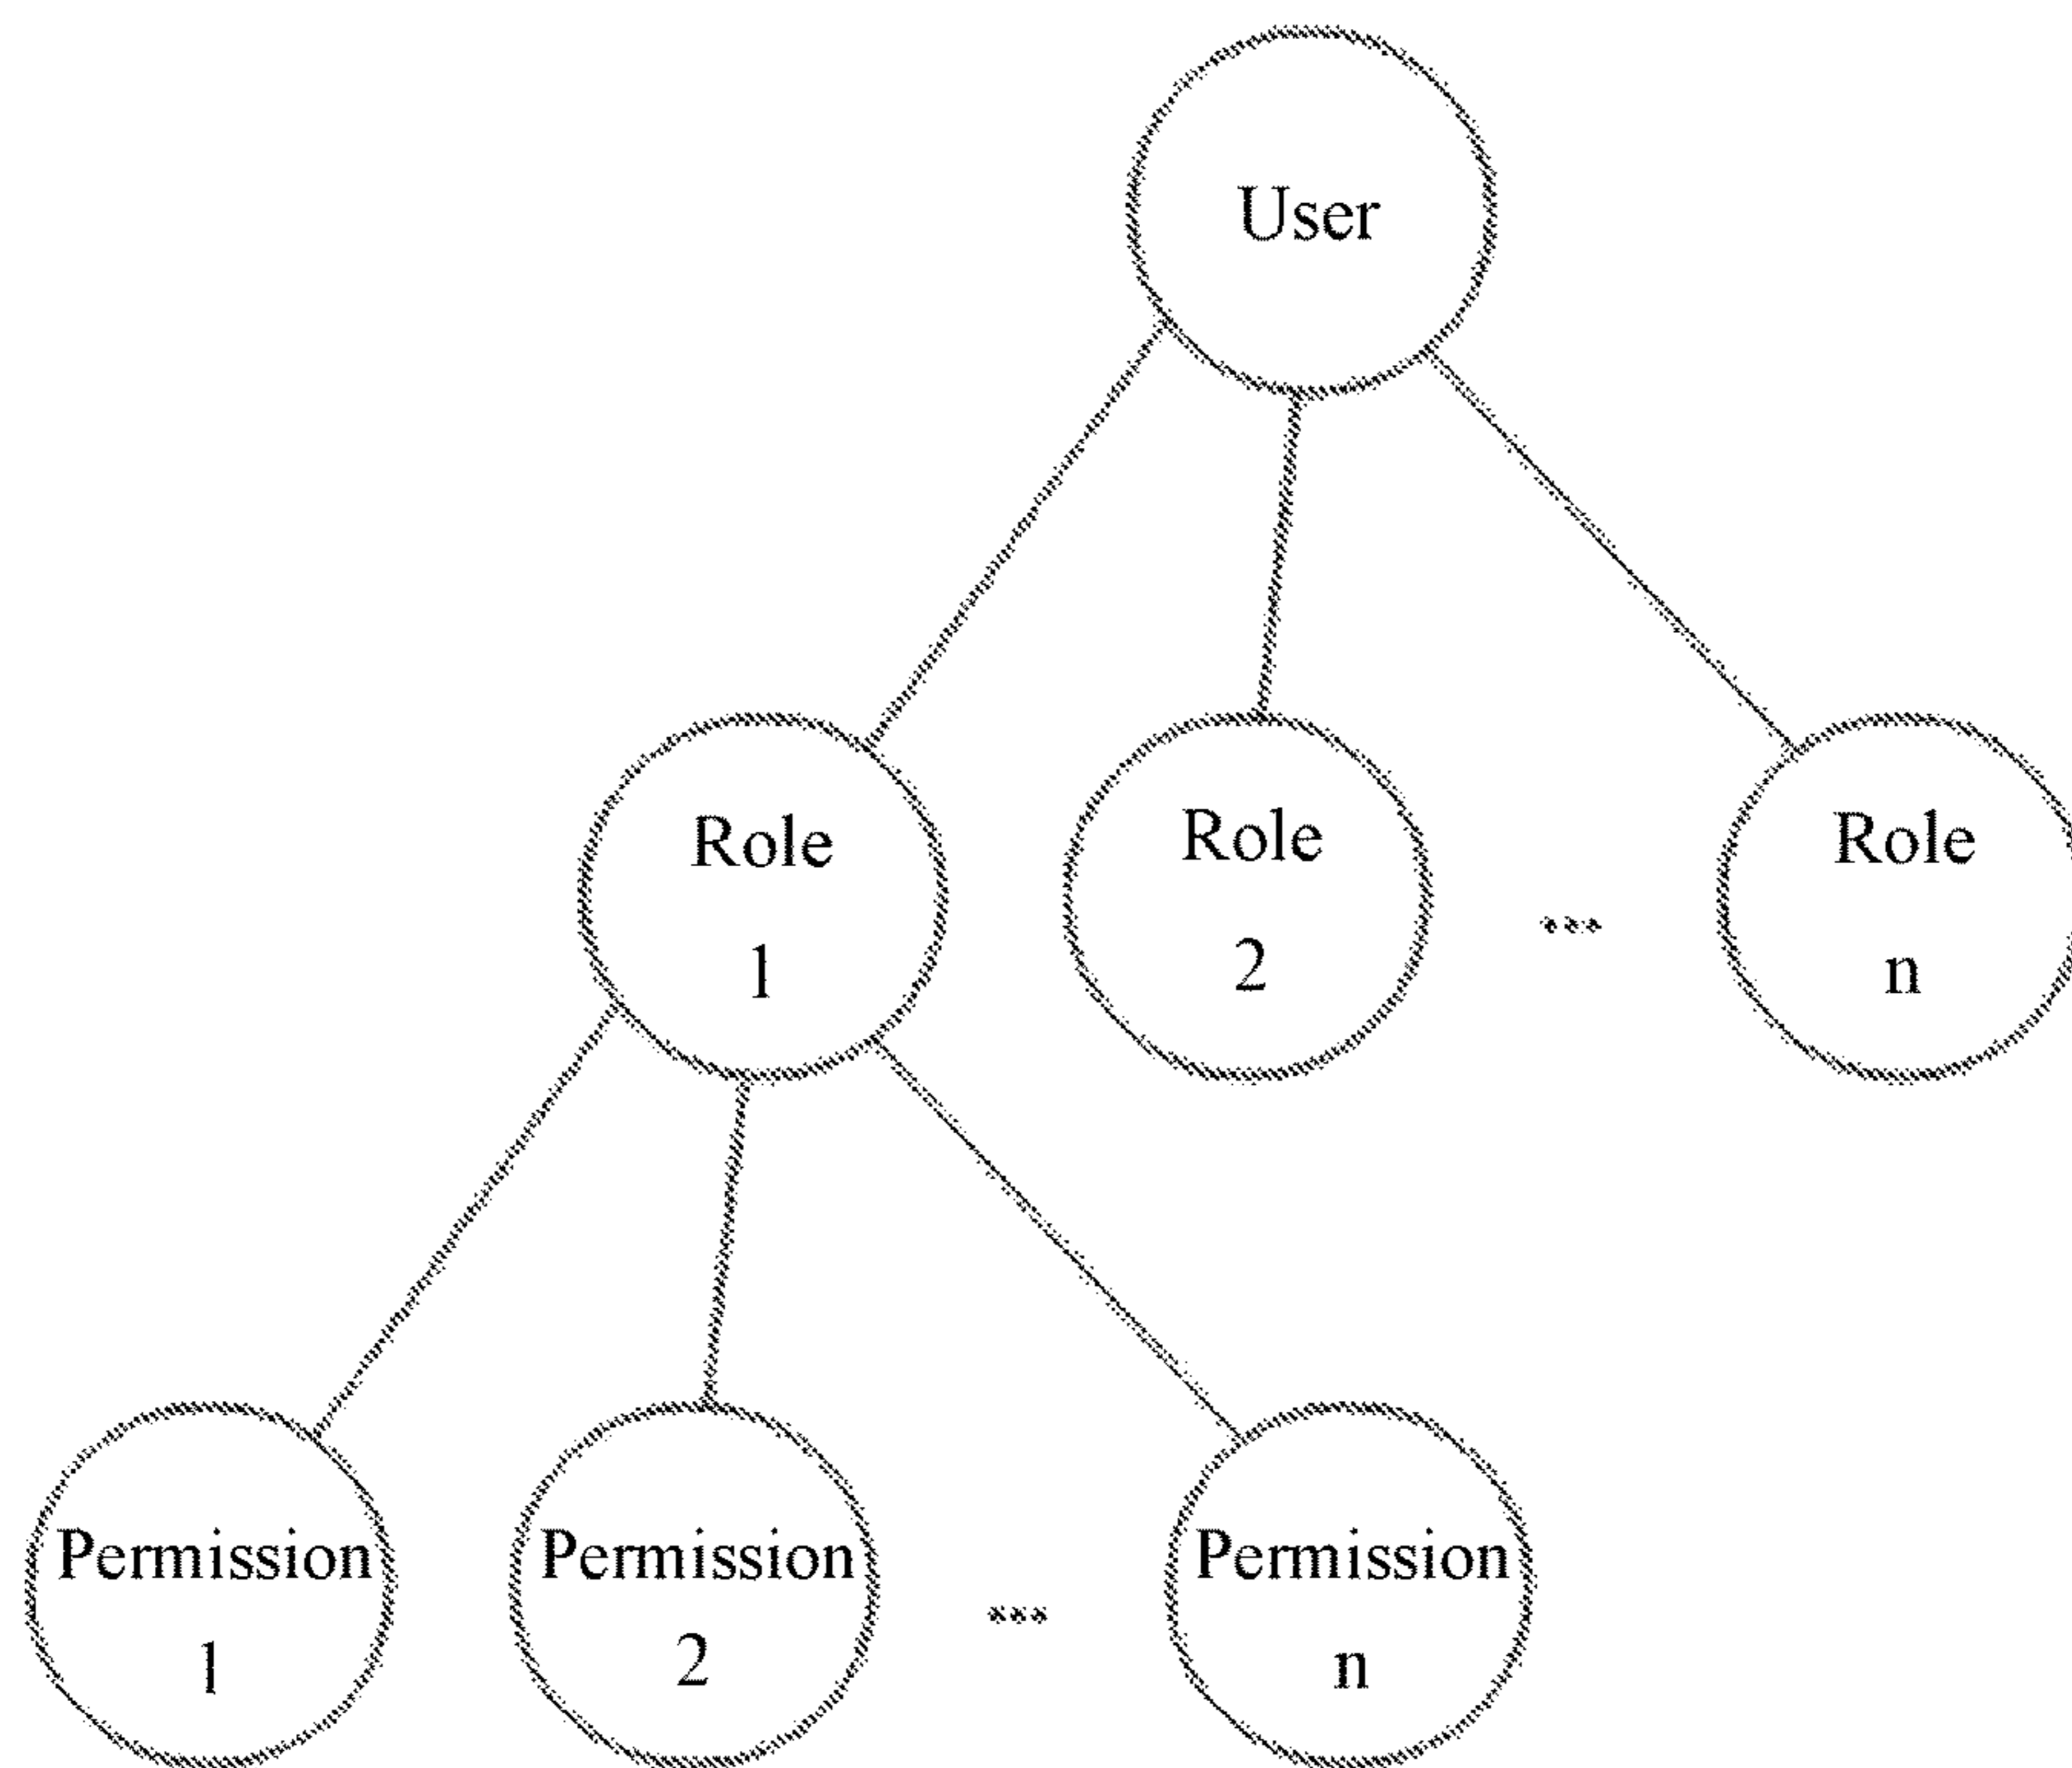 User
Role
1
Role
2
...
Role
n
Permission
1
Permission
2
...
Permission
n